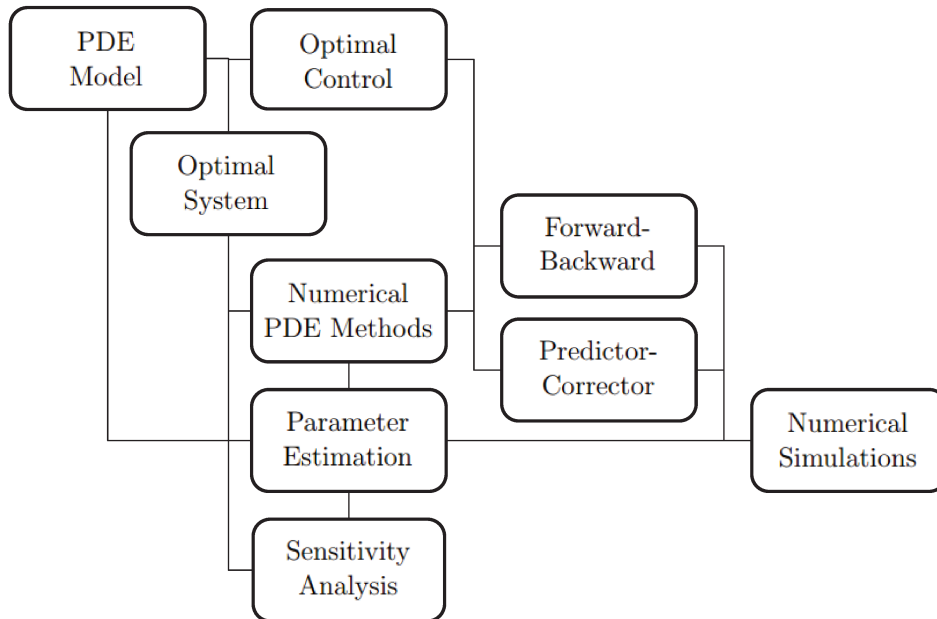 PDE
Model
Optimal
Control
Optimal
System
Forward-
Backward
Numerical
PDE Methods
Predictor-
Corrector
Parameter
Estimation
Numerical
Simulations
Sensitivity
Analysis